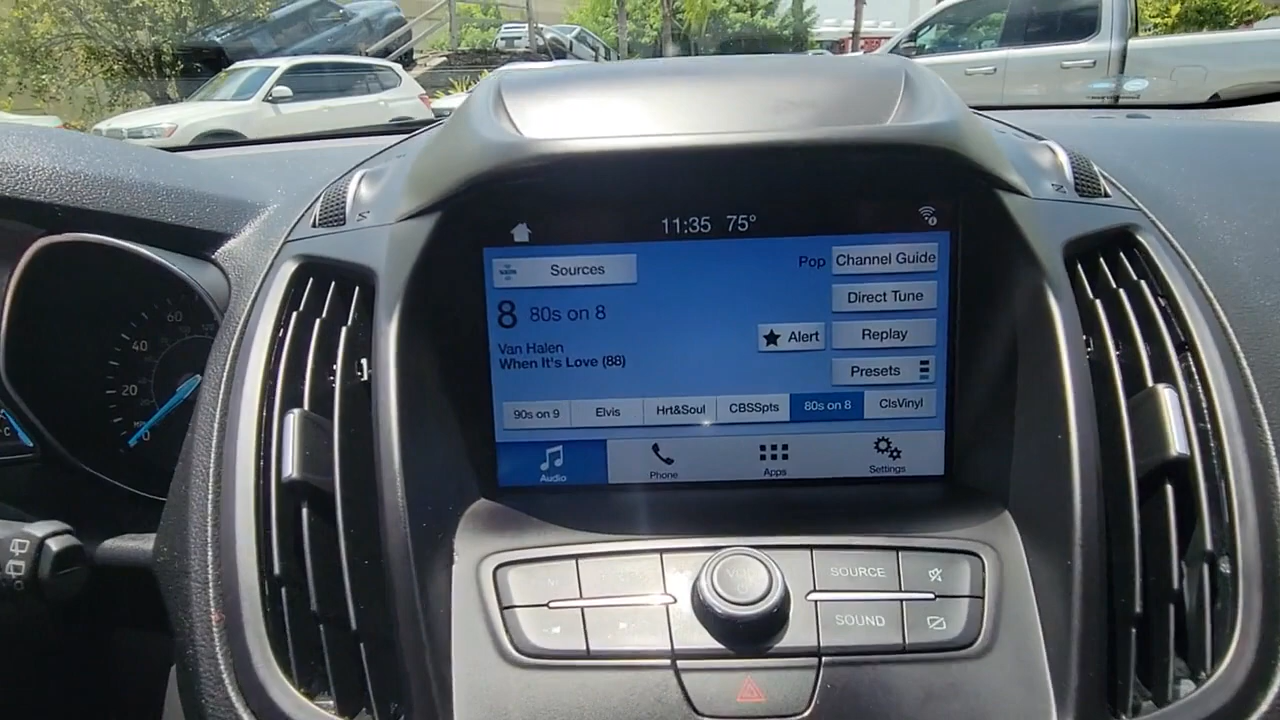 11:35 75°
Sources
Pop
Channel Guide
8 80s on 8
Direct Tune
Alert
Replay
Van Halen
When It's Love (88)
Presets
90s on 9
Elvis
Hrt&Soul
CBSSpts
80s on 8
ClsVinyl
Audio
Phone
Apps
Settings
60
40
20
0
C
VOL
SOURCE
SOUND